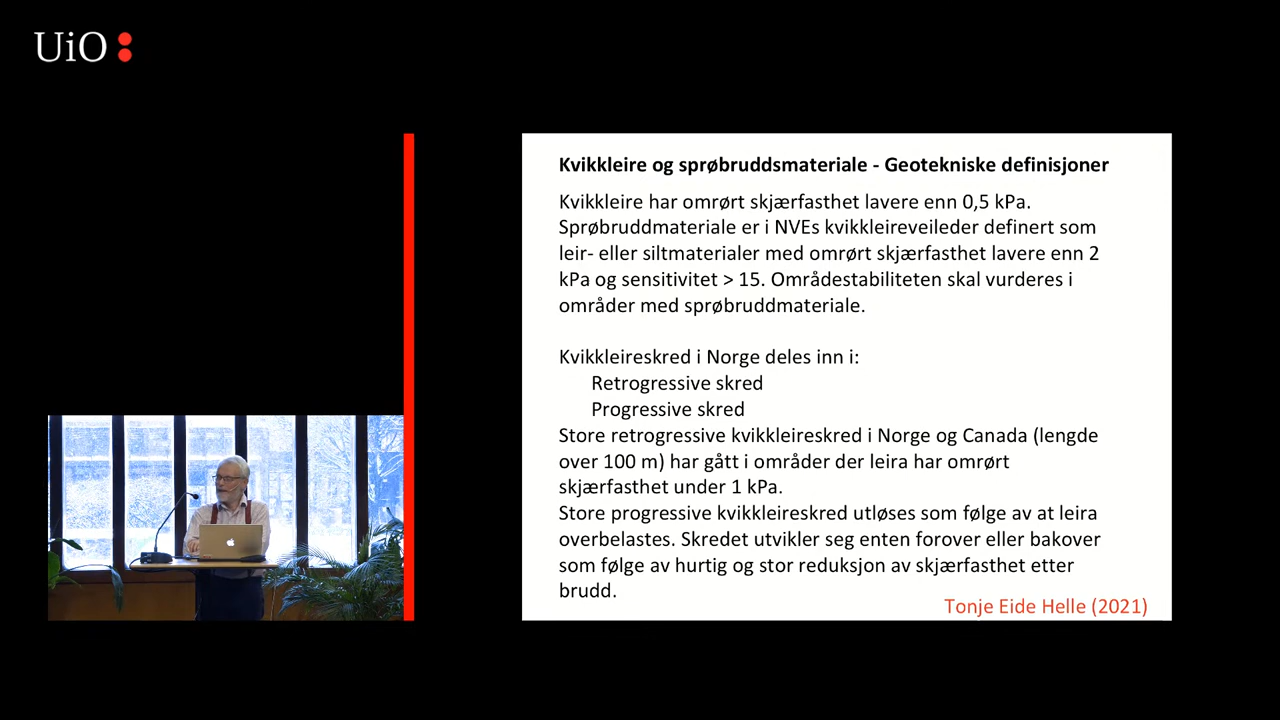 UiO
Kvikkleire og sprøbruddsmateriale - Geotekniske definisjoner
Kvikkleire har omrørt skjærfasthet lavere enn 0,5 kPa.
Sprøbruddmateriale er i NVEs kvikkleireveileder definert som
leir- eller siltmaterialer med omrørt skjærfasthet lavere enn 2
kPa og sensitivitet > 15. Områdestabiliteten skal vurderes i
områder med sprøbruddmateriale.
Kvikkleireskred i Norge deles inn i:
Retrogressive skred
Progressive skred
Store retrogressive kvikkleireskred i Norge og Canada (lengde
over 100 m) har gått i områder der leira har omrørt
skjærfasthet under 1 kPa.
Store progressive kvikkleireskred utløses som følge av at leira
overbelastes. Skredet utvikler seg enten forover eller bakover
som følge av hurtig og stor reduksjon av skjærfasthet etter
brudd.
Tonje Eide Helle (2021)